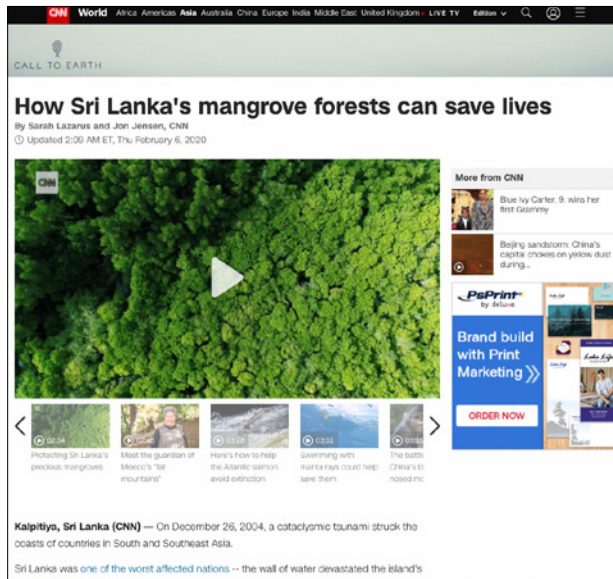 CNN World Africa Americas Asia Australia China Europe India Middle East United Kingdom LIVE TV Edition
CALL TO EARTH
How Sri Lanka's mangrove forests can save lives
By Sarah Lazarus and Jon Jensen, CNN
Updated 2:09 AM ET, Thu February 6, 2020
CNN
02:34
03:32
Protecting Sri Lanka's
precious mangroves
Meet the guardian of
Mexico's "bat
mountains"
Here's how to help
the Atlantic salmon
avoid extinction
Swimming with
manta rays could help
save them
The battl
China's bl
nosed mo
More from CNN
Blue Ivy Carter, 9, wins her
first Grammy
Beijing sandstorm: China's
capital chokes on yellow dust
during...
PsPrint
by deluxe
Brand build
with Print
Marketing
ORDER NOW
Lake Life
Kalpitiya, Sri Lanka (CNN) — On December 26, 2004, a cataclysmic tsunami struck the
coasts of countries in South and Southeast Asia.
Sri Lanka was one of the worst affected nations -- the wall of water devastated the island's